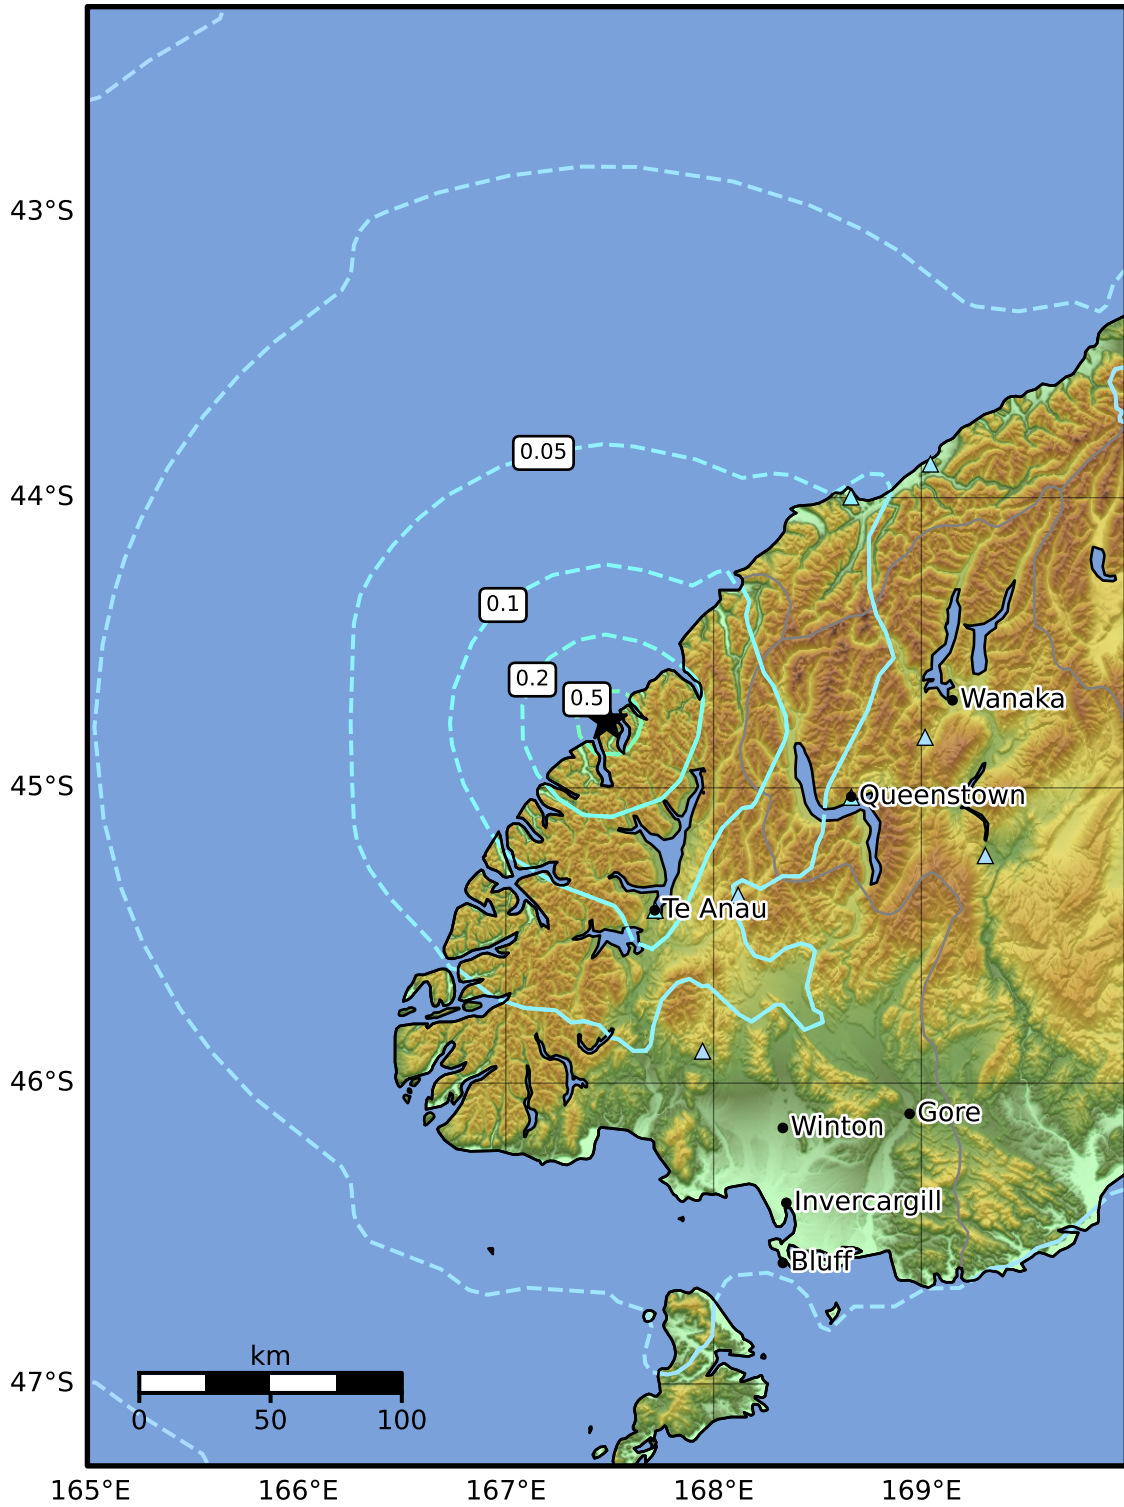 43°S
0.05
44°S
0.1
0.2
0.5
Wanaka
45°S
Queenstown
Te Anau
46°S
Gore
Winton
Invercargill
Bluff
km
47°S
0 50 100
165°E 166°E 167°E 168°E 169°E